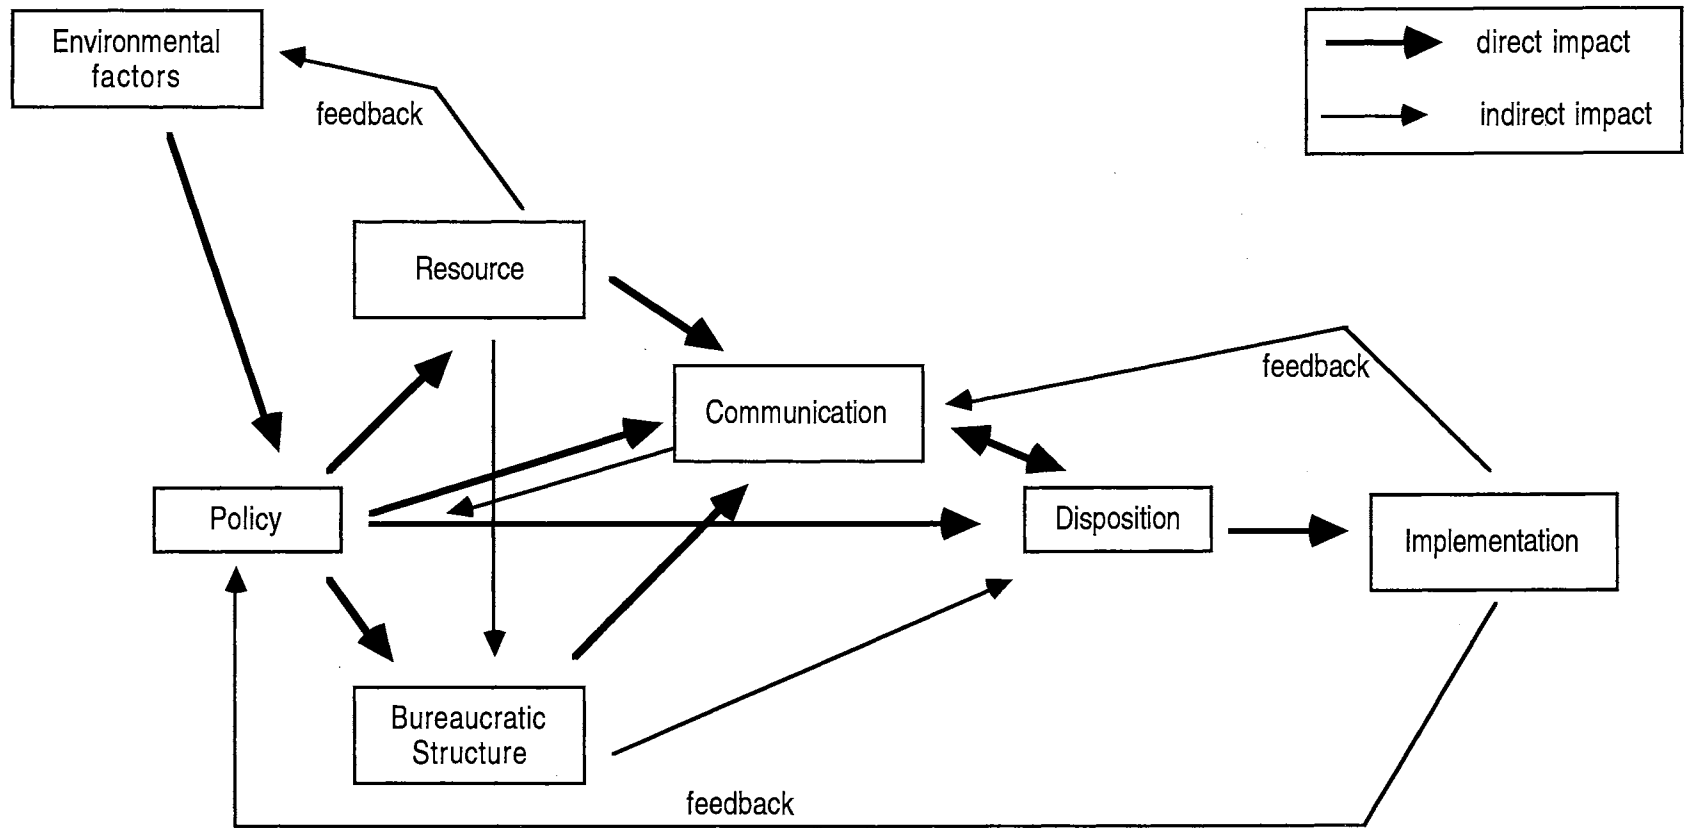 Environmental
factors
direct impact
indirect impact
feedback
Resource
feedback
Communication
Policy
Disposition
Implementation
Bureaucratic
Structure
feedback